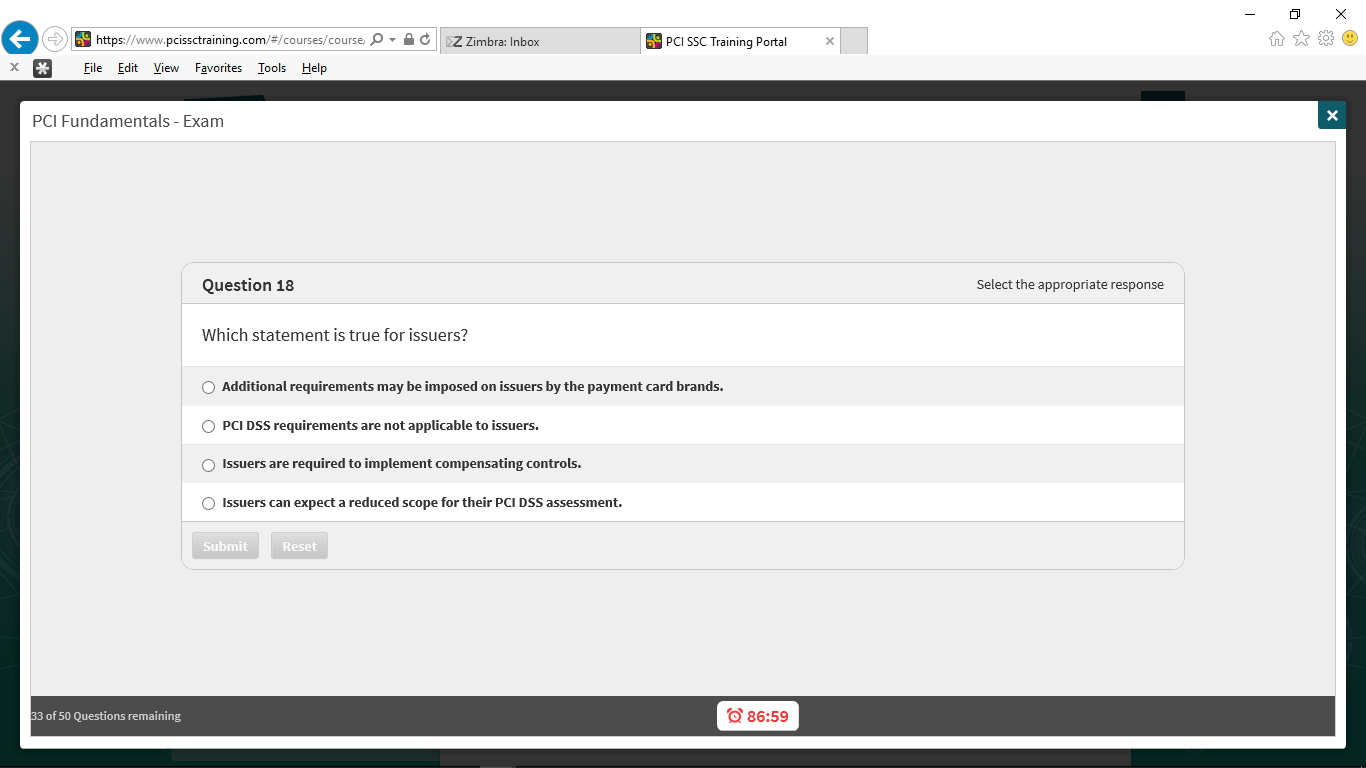 https://www.pcissctraining.com/#/courses/course,
Zimbra: Inbox
PCI SSC Training Portal
File Edit View Favorites Tools Help
PCI Fundamentals - Exam
Question 18
Select the appropriate response
Which statement is true for issuers?
Additional requirements may be imposed on issuers by the payment card brands.
PCI DSS requirements are not applicable to issuers.
Issuers are required to implement compensating controls.
Issuers can expect a reduced scope for their PCI DSS assessment.
Submit Reset
33 of 50 Questions remaining
86:59